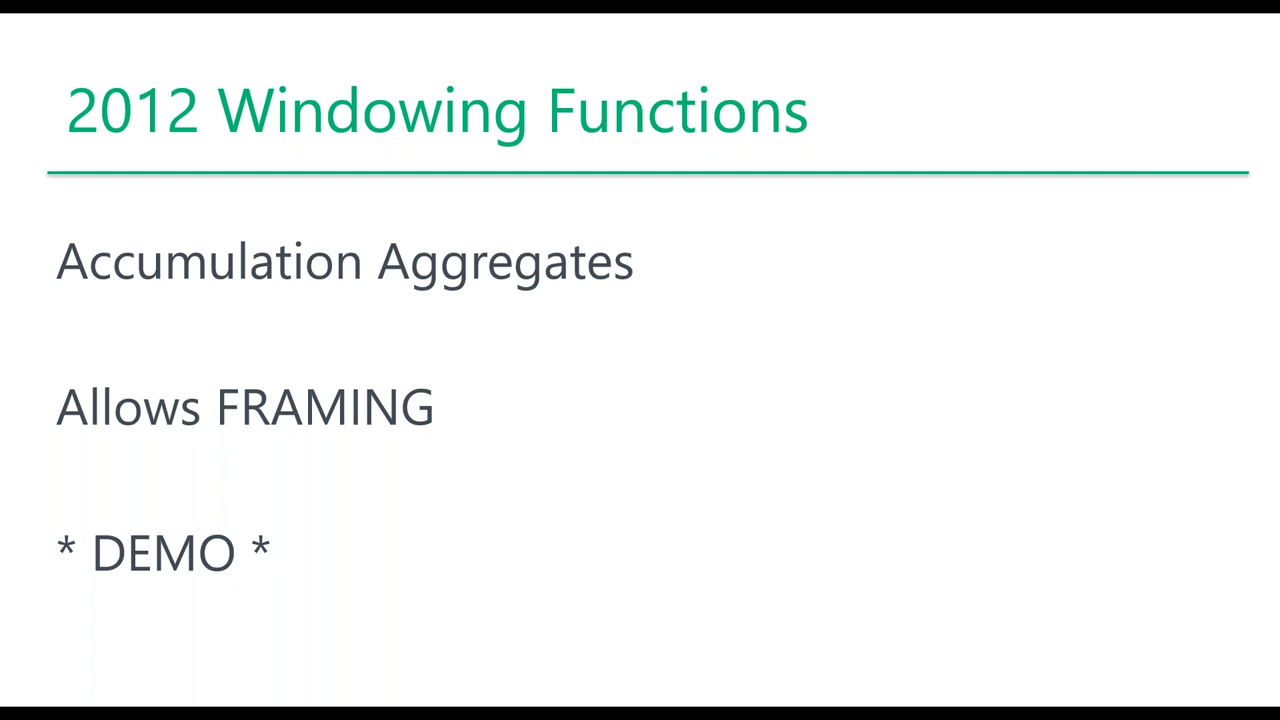 2012 Windowing Functions
Accumulation Aggregates
Allows FRAMING
* DEMO *